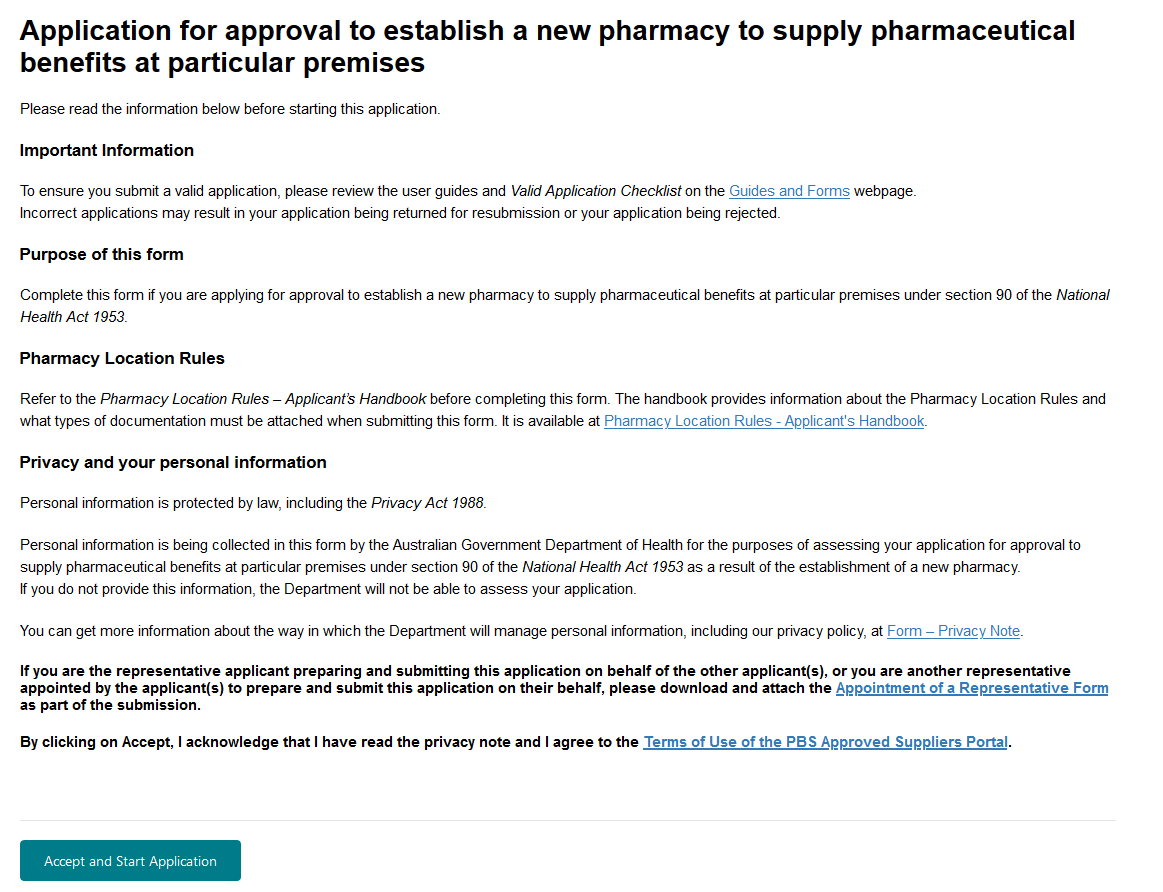 Application for approval to establish a new pharmacy to supply pharmaceutical
benefits at particular premises
Please read the information below before starting this application.
Important Information
To ensure you submit a valid application, please review the user guides and Valid Application Checklist on the Guides and Forms webpage.
Incorrect applications may result in your application being returned for resubmission or your application being rejected.
Purpose of this form
Complete this form if you are applying for approval to establish a new pharmacy to supply pharmaceutical benefits at particular premises under section 90 of the National
Health Act 1953.
Pharmacy Location Rules
Refer to the Pharmacy Location Rules – Applicant's Handbook before completing this form. The handbook provides information about the Pharmacy Location Rules and
what types of documentation must be attached when submitting this form. It is available at Pharmacy Location Rules - Applicant's Handbook.
Privacy and your personal information
Personal information is protected by law, including the Privacy Act 1988.
Personal information is being collected in this form by the Australian Government Department of Health for the purposes of assessing your application for approval to
supply pharmaceutical benefits at particular premises under section 90 of the National Health Act 1953 as a result of the establishment of a new pharmacy.
If you do not provide this information, the Department will not be able to assess your application.
You can get more information about the way in which the Department will manage personal information, including our privacy policy, at Form – Privacy Note.
If you are the representative applicant preparing and submitting this application on behalf of the other applicant(s), or you are another representative
appointed by the applicant(s) to prepare and submit this application on their behalf, please download and attach the Appointment of a Representative Form
as part of the submission.
By clicking on Accept, I acknowledge that I have read the privacy note and I agree to the Terms of Use of the PBS Approved Suppliers Portal.
Accept and Start Application